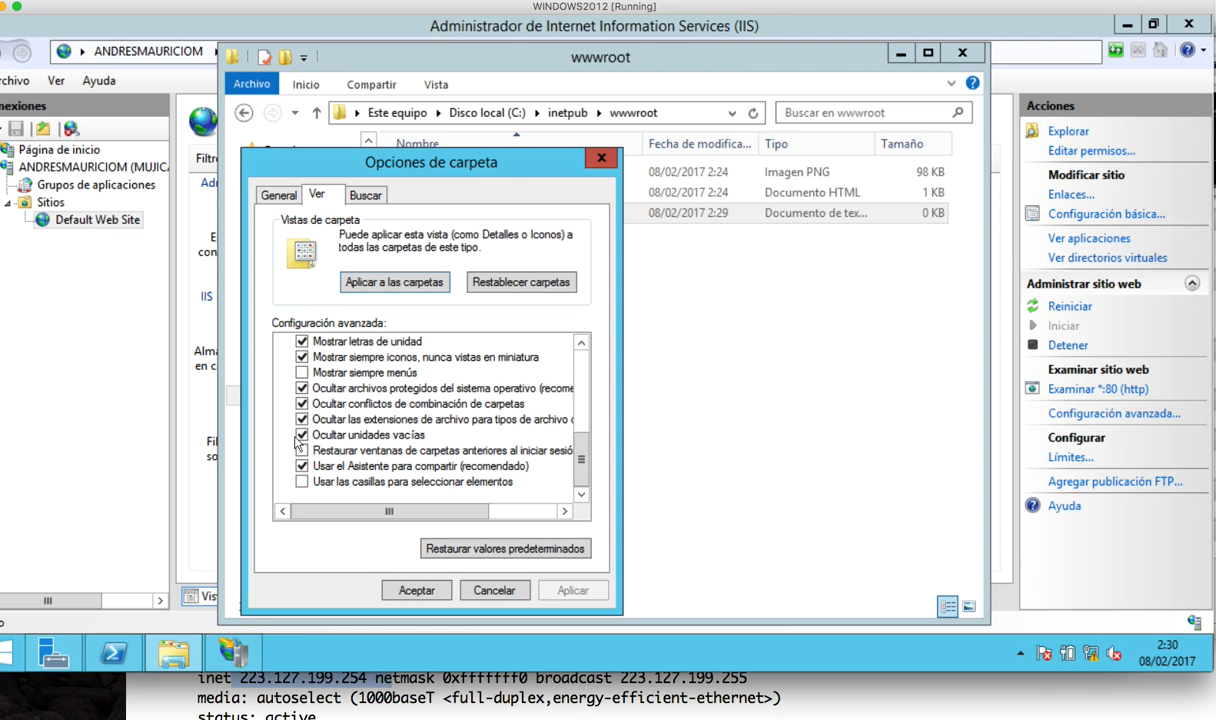 WINDOWS2012 [Running]
Administrador de Internet Information Services (IIS)
ANDRESMAURICIOM
rchivo Ver Ayuda
nexiones
Página de inicio
ANDRESMAURICIOM (MUJICA
Grupos de aplicaciones
Sitios
Default Web Site
Filtro
wwwroot
Archivo Inicio Compartir Vista
Este equipo Disco local (C:) inetpub wwwroot
Buscar en wwwroot
Nombre Fecha de modifica... Tipo Tamaño
08/02/2017 2:24 Imagen PNG 98 KB
08/02/2017 2:24 Documento HTML 1 KB
08/02/2017 2:29 Documento de tex... 0 KB
Opciones de carpeta
General Ver Buscar
Vistas de carpeta
Puede aplicar esta vista (como Detalles o Iconos) a
todas las carpetas de este tipo.
Aplicar a las carpetas Restablecer carpetas
Configuración avanzada:
Mostrar letras de unidad
Mostrar siempre iconos, nunca vistas en miniatura
Mostrar siempre menús
Ocultar archivos protegidos del sistema operativo (recome
Ocultar conflictos de combinación de carpetas
Ocultar las extensiones de archivo para tipos de archivo c
Ocultar unidades vacías
Restaurar ventanas de carpetas anteriores al iniciar sesió
Usar el Asistente para compartir (recomendado)
Usar las casillas para seleccionar elementos
Restaurar valores predeterminados
Aceptar Cancelar Aplicar
IIS
Acciones
Explorar
Editar permisos...
Modificar sitio
Enlaces...
Configuración básica...
Ver aplicaciones
Ver directorios virtuales
Administrar sitio web
Reiniciar
Iniciar
Detener
Examinar sitio web
Examinar *:80 (http)
Configuración avanzada...
Configurar
Límites...
Agregar publicación FTP...
Ayuda
2:30
08/02/2017
inet 223.127.199.254 netmask 0xfffffff0 broadcast 223.127.199.255
media: autoselect (1000baseT <full-duplex,energy-efficient-ethernet>)
status: active